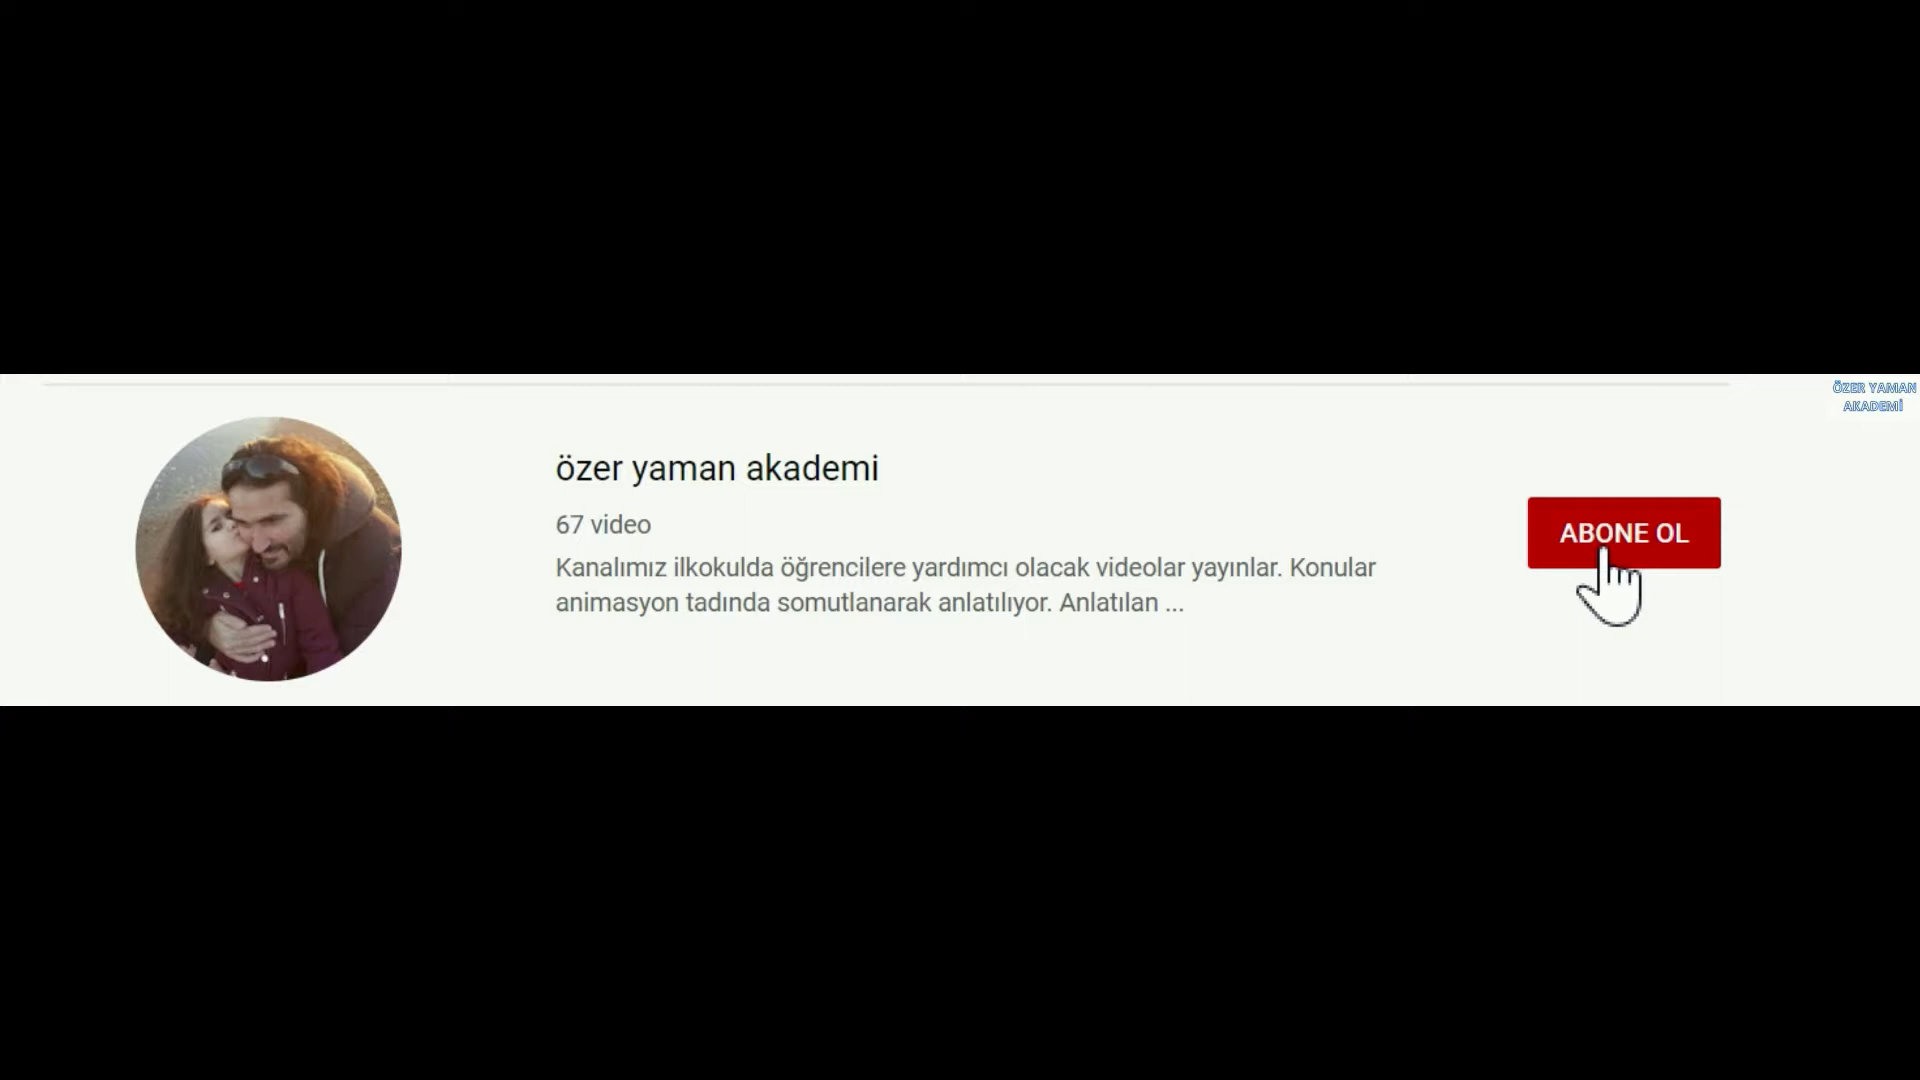 ÖZER YAMAN
AKADEMİ
özer yaman akademi
67 video
Kanalımız ilkokulda öğrencilere yardımcı olacak videolar yayınlar. Konular
animasyon tadında somutlanarak anlatılıyor. Anlatılan ...
ABONE OL